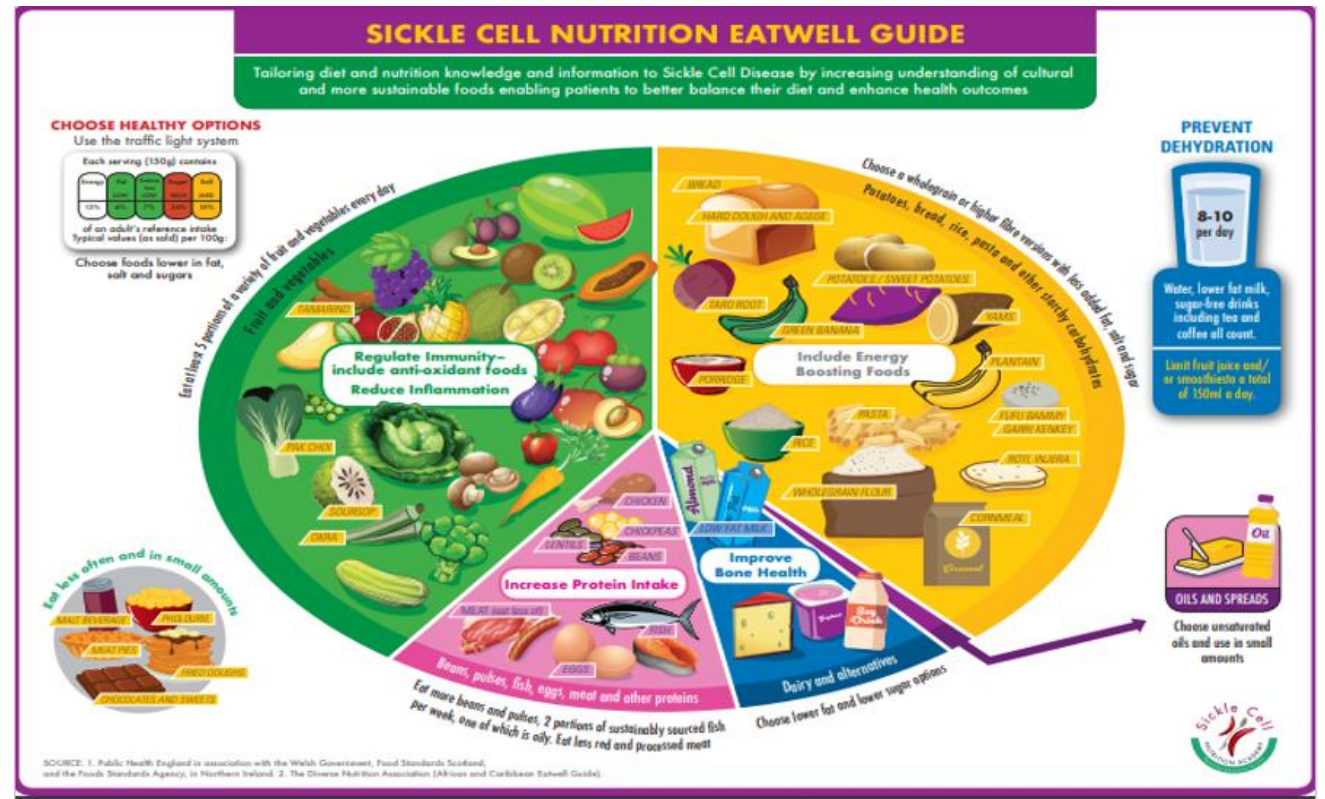 SICKLE CELL NUTRITION EATWELL GUIDE
Tailoring diet and nutrition knowledge and information to Sickle Cell Disease by increasing understanding of cultural
and more sustainable foods enabling patients to better balance their diet and enhance health outcomes
CHOOSE HEALTHY OPTIONS
Use the traffic light system
Each serving (150g) contains
Energy Fat Sugar Salt
LOW LOW HIGH MED
of an adult's reference intake
Typical values (as sold) per 100g:
Choose foods lower in fat,
salt and sugars
Eat at least 5 portions of a variety of fruit and vegetables every day
Fruit and vegetables
TAMARIND
Regulate Immunity–
include anti-oxidant foods
Reduce Inflammation
PAK CHOI
SOURSOP
OKRA
Choose a wholegrain or higher fibre versions with less added fat, salt and sugar
Potatoes, bread, rice, pasta and other starchy carbohydrates
HARD DOUGH AND AGEGE
POTATOES / SWEET POTATOES
TARO ROOT
GREEN BANANA
YAMS
Include Energy
Boosting Foods
PORRIDGE
PLANTAIN
PASTA
FUFU BAMMY
GARRI KENKEY
RICE
ROTI, INJERA
WHOLEGRAIN FLOUR
CORNMEAL
Cornmeal
CHICKEN
CHICKPEAS
LENTILS
BEANS
Increase Protein Intake
MEAT (eat less of)
FISH
EGGS
Beans, pulses, fish, eggs, meat and other proteins
Eat more beans and pulses, 2 portions of sustainably sourced fish
per week, one of which is oily. Eat less red and processed meat
Almond
LOW FAT MILK
Improve
Bone Health
Soy
Drink
Dairy and alternatives
Choose lower fat and lower sugar options
PREVENT
DEHYDRATION
8-10
per day
Water, lower fat milk,
sugar-free drinks
including tea and
coffee all count.
Limit fruit juice and/
or smoothiesto a total
of 150ml a day.
Oil
OILS AND SPREADS
Choose unsaturated
oils and use in small
amounts
Eat less often and in small amounts
MALT BEVERAGE
PHOLOURIE
MEAT PIES
FRIED DOUGHS
CHOCOLATES AND SWEETS
Sickle Cell
NUTRITION ACADEMY
SOURCE: 1. Public Health England in association with the Welsh Government, Food Standards Scotland,
and the Foods Standards Agency, in Northern Ireland. 2. The Diverse Nutrition Association (African and Caribbean Eatwell Guide).